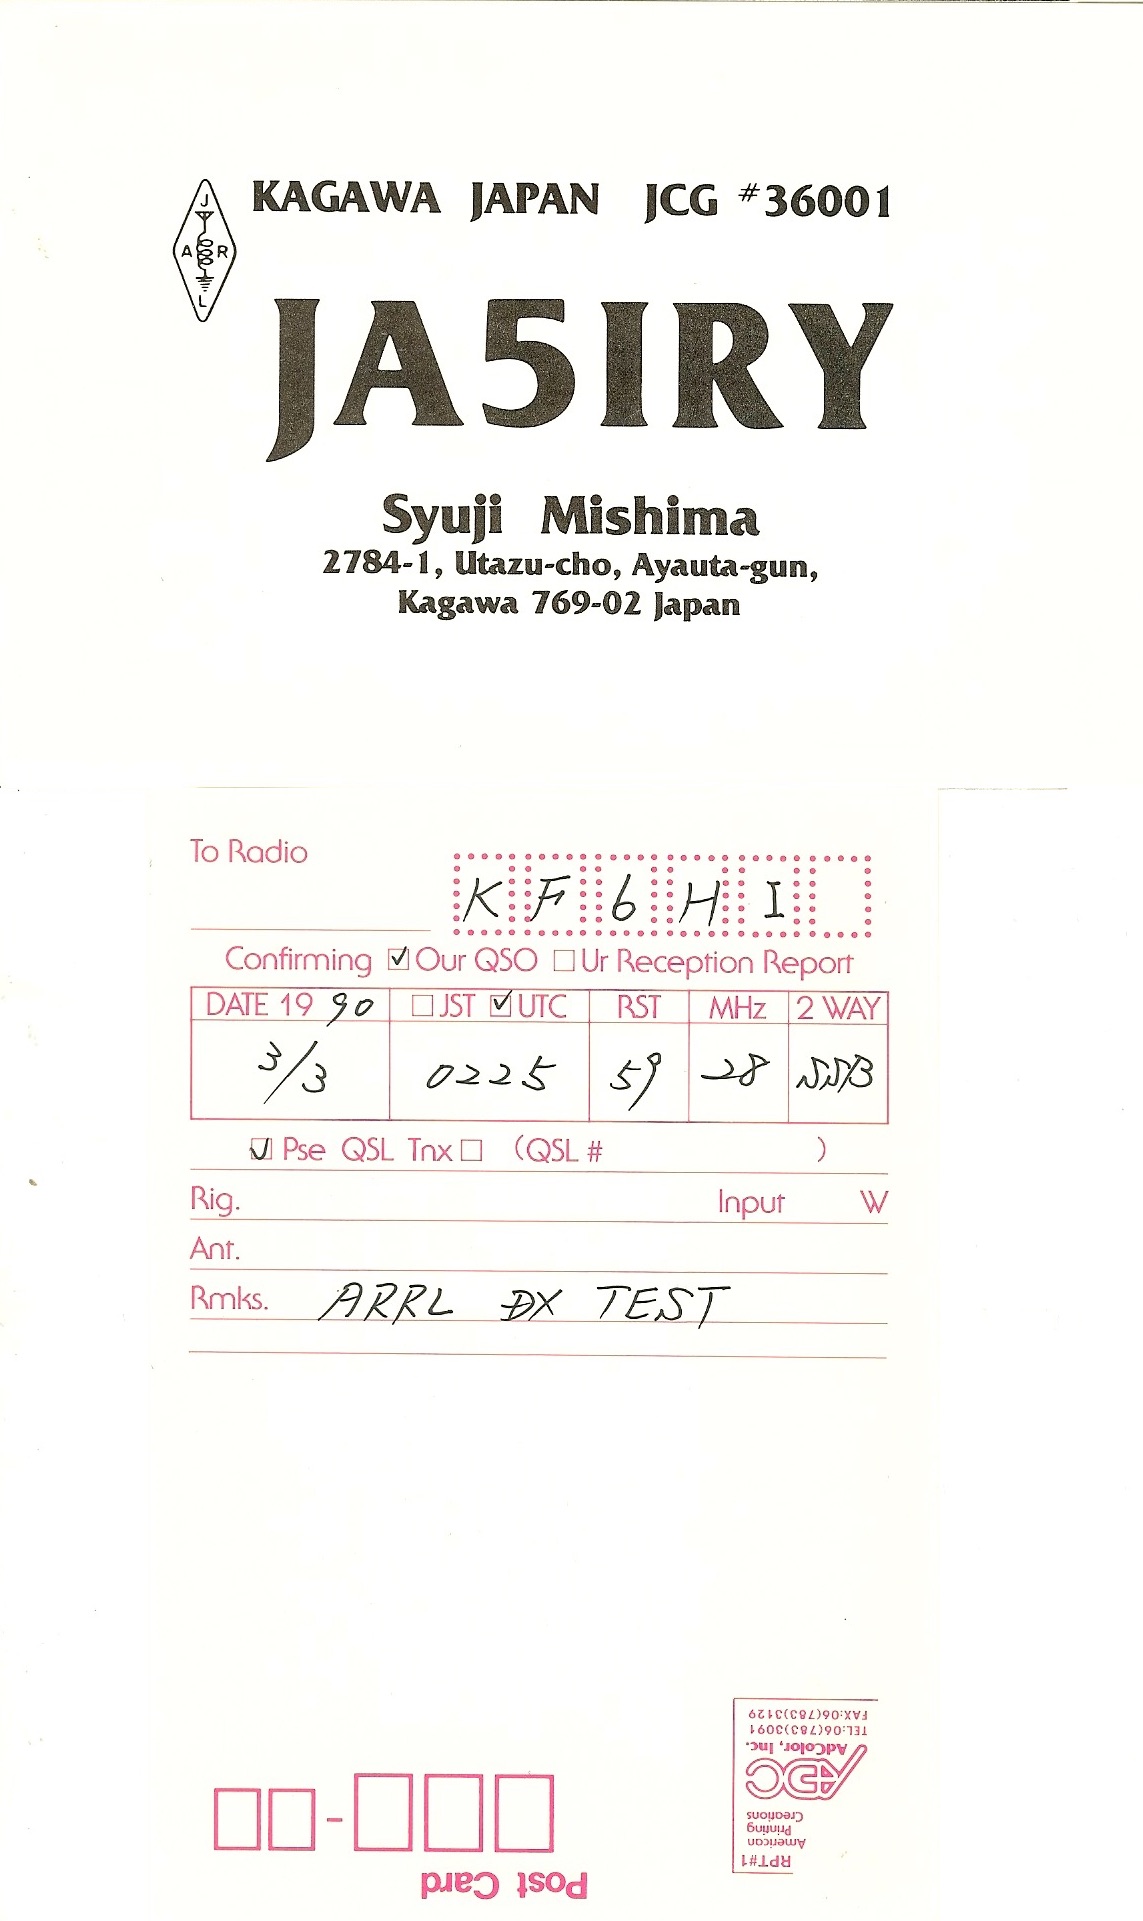 KAGAWA JAPAN JCG #36001
J
A R
L
JA5IRY
Syuji Mishima
2784-1, Utazu-cho, Ayauta-gun,
Kagawa 769-02 Japan
To Radio
K F 6 H I
Confirming ☑ Our QSO ☐ Ur Reception Report
DATE 19 90 ☐ JST ☑ UTC RST MHz 2 WAY
3/3 0225 59 28 SSB
☑ Pse QSL Tnx ☐ (QSL # )
Rig. Input W
Ant.
Rmks. ARRL DX TEST
Post Card
RPT#1
American
Printing
Creations
ADC
AdColor, Inc.
TEL:06(783)3091
FAX:06(783)3129